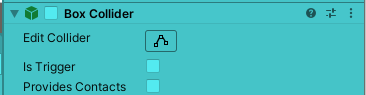 Box Collider
Edit Collider
Is Trigger
Provides Contacts